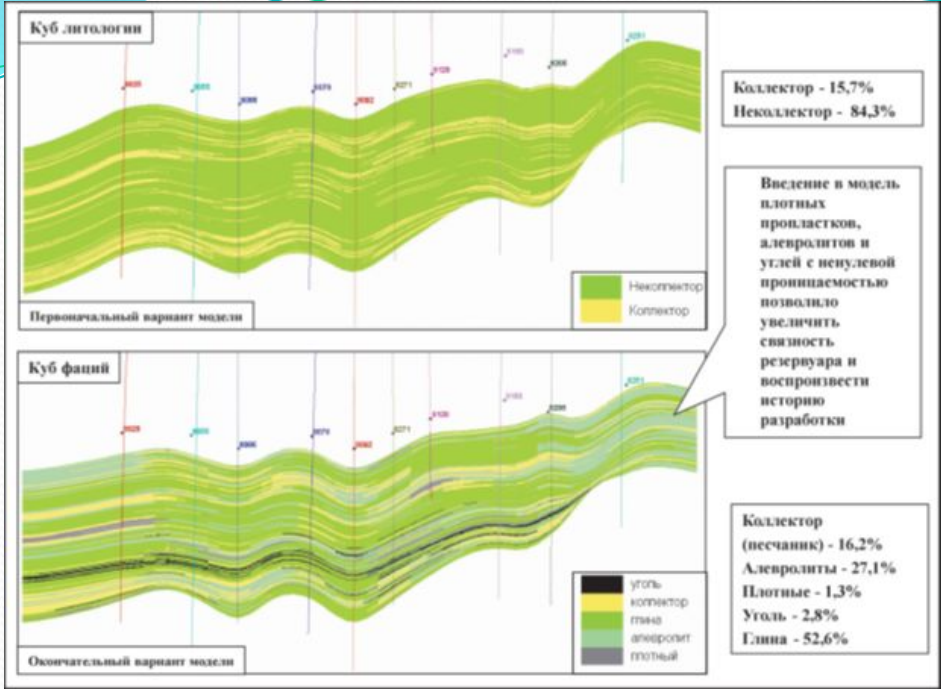 Куб литологии
Первоначальный вариант модели
Неколлектор
Коллектор
Коллектор - 15,7%
Неколлектор - 84,3%
Введение в модель
плотных
пропластков,
алевролитов и
углей с ненулевой
проницаемостью
позволило
увеличить
связность
резервуара и
воспроизвести
историю
разработки
Куб фаций
Окончательный вариант модели
уголь
коллектор
глина
алевролит
плотный
Коллектор
(песчаник) - 16,2%
Алевролиты - 27,1%
Плотные - 1,3%
Уголь - 2,8%
Глина - 52,6%